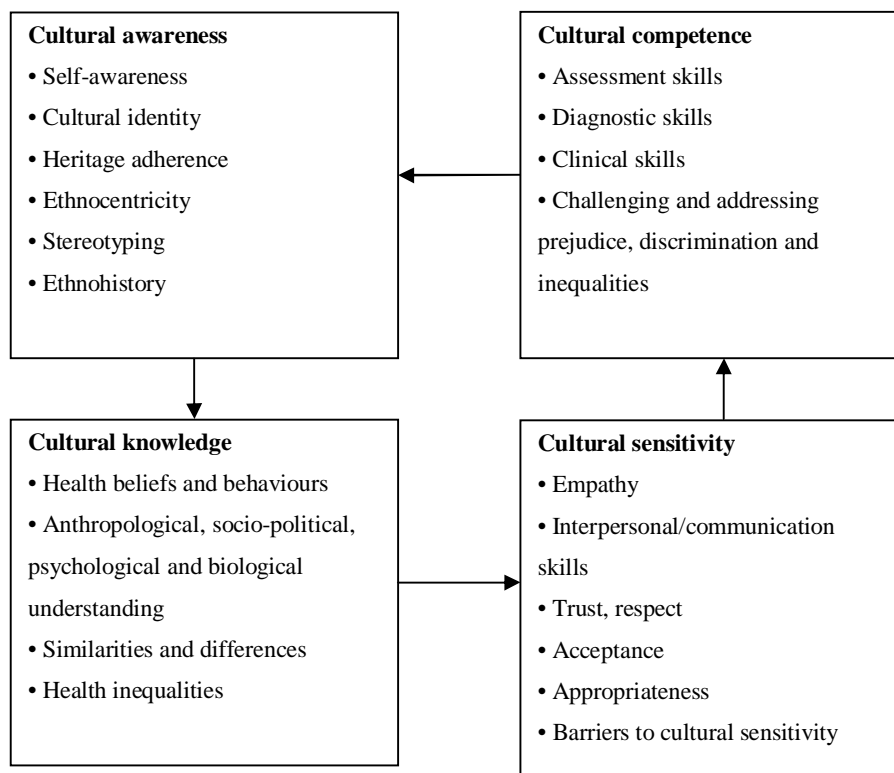 Cultural awareness
• Self-awareness
• Cultural identity
• Heritage adherence
• Ethnocentricity
• Stereotyping
• Ethnohistory
Cultural competence
• Assessment skills
• Diagnostic skills
• Clinical skills
• Challenging and addressing
prejudice, discrimination and
inequalities
Cultural knowledge
• Health beliefs and behaviours
• Anthropological, socio-political,
psychological and biological
understanding
• Similarities and differences
• Health inequalities
Cultural sensitivity
• Empathy
• Interpersonal/communication
skills
• Trust, respect
• Acceptance
• Appropriateness
• Barriers to cultural sensitivity